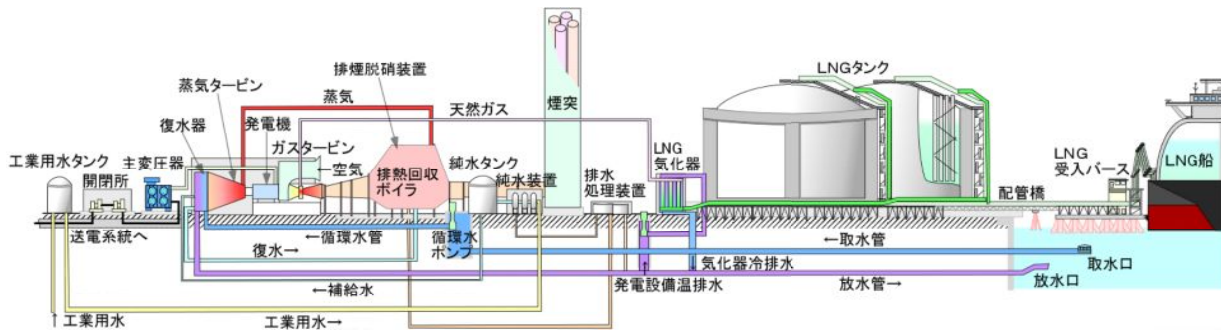 排煙脱硝装置
蒸気タービン
蒸気
復水器
発電機
ガスタービン
←空気
工業用水タンク
主変圧器
開閉所
送電系統へ
排熱回収
ボイラ
天然ガス
煙突
純水タンク
純水装置
排水
処理装置
LNG
気化器
LNGタンク
LNG
受入バース
配管橋
LNG船
←循環水管
循環水
ポンプ
復水→
←取水管
取水口
気化器冷排水
発電設備温排水
放水管→
放水口
←補給水
↑工業用水
工業用水→